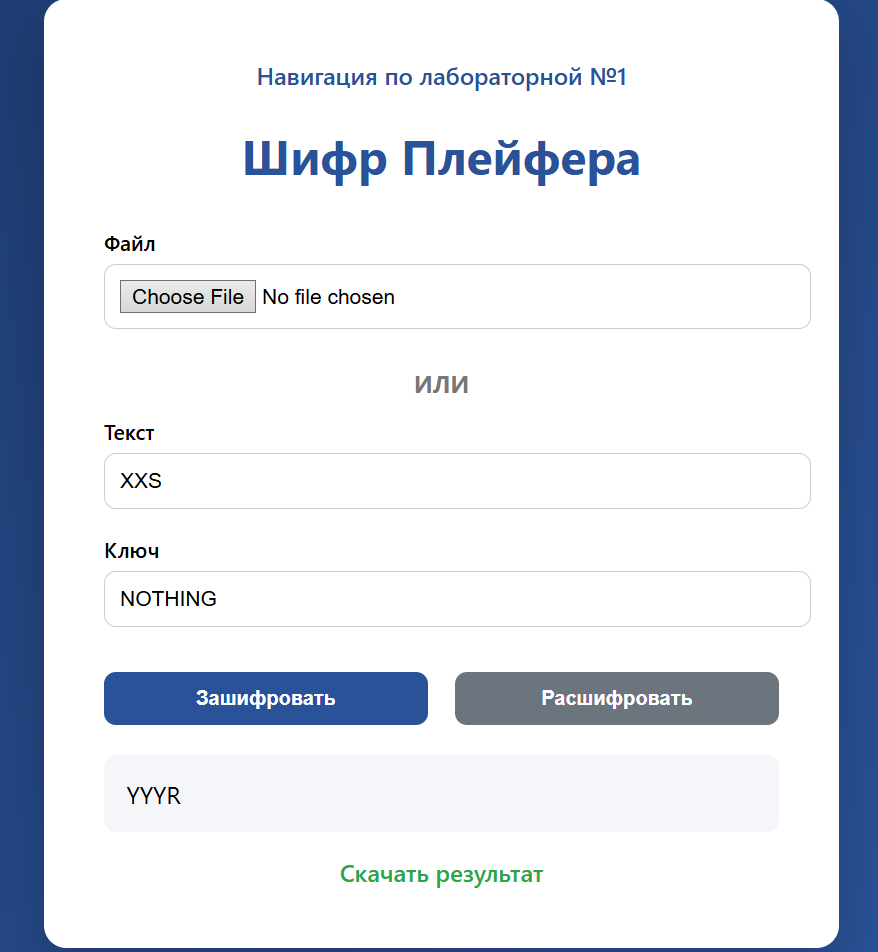 Навигация по лабораторной №1
Шифр Плейфера
Файл
Choose File No file chosen
ИЛИ
Текст
XXS
Ключ
NOTHING
Зашифровать Расшифровать
YYYR
Скачать результат